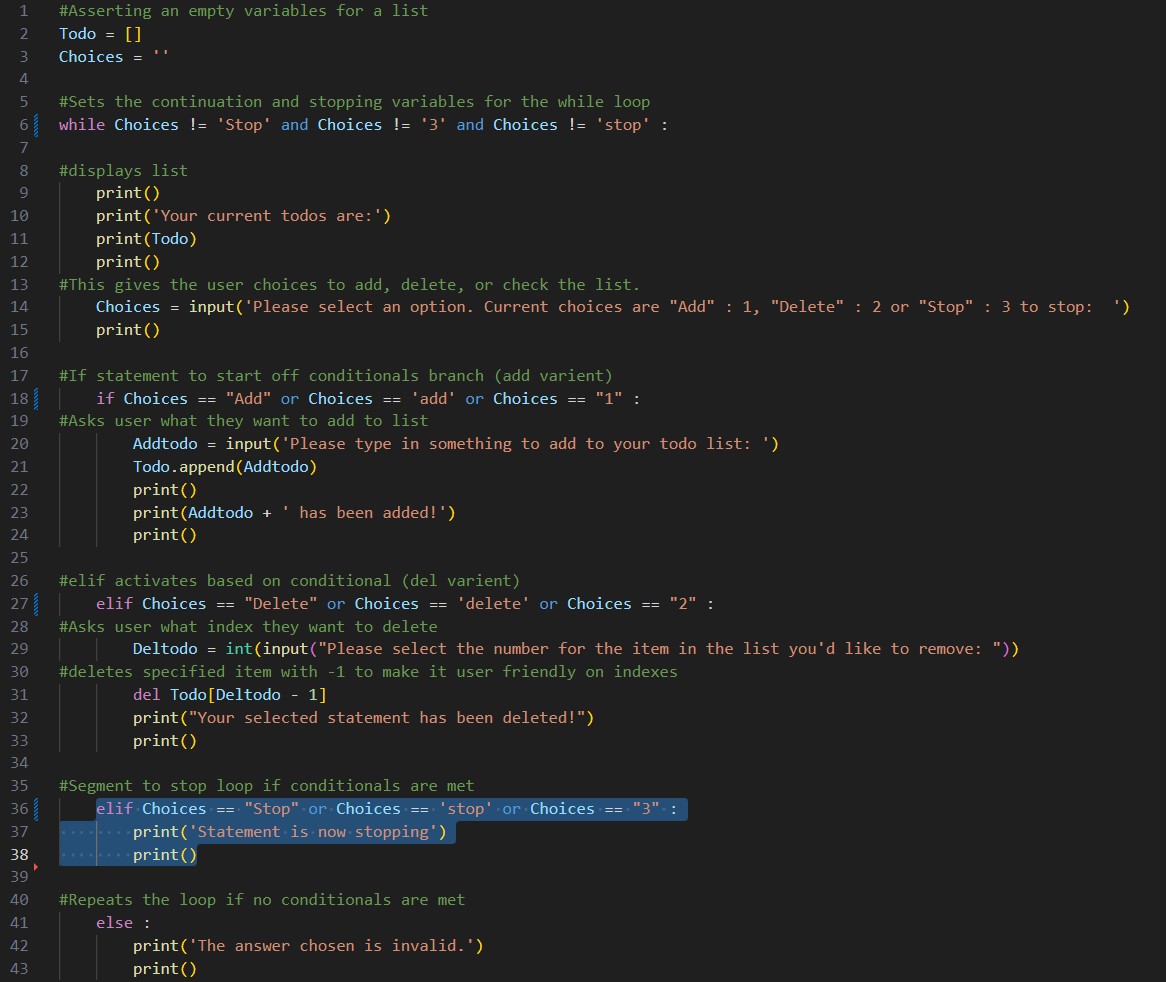 1 #Asserting an empty variables for a list
2 Todo = []
3 Choices = ''
4
5 #Sets the continuation and stopping variables for the while loop
6 while Choices != 'Stop' and Choices != '3' and Choices != 'stop' :
7
8 #displays list
9     print()
10     print('Your current todos are:')
11     print(Todo)
12     print()
13 #This gives the user choices to add, delete, or check the list.
14     Choices = input('Please select an option. Current choices are "Add" : 1, "Delete" : 2 or "Stop" : 3 to stop:  ')
15     print()
16
17 #If statement to start off conditionals branch (add varient)
18     if Choices == "Add" or Choices == 'add' or Choices == "1" :
19 #Asks user what they want to add to list
20         Addtodo = input('Please type in something to add to your todo list: ')
21         Todo.append(Addtodo)
22         print()
23         print(Addtodo + ' has been added!')
24         print()
25
26 #elif activates based on conditional (del varient)
27     elif Choices == "Delete" or Choices == 'delete' or Choices == "2" :
28 #Asks user what index they want to delete
29         Deltodo = int(input("Please select the number for the item in the list you'd like to remove: "))
30 #deletes specified item with -1 to make it user friendly on indexes
31         del Todo[Deltodo - 1]
32         print("Your selected statement has been deleted!")
33         print()
34
35 #Segment to stop loop if conditionals are met
36     elif Choices == "Stop" or Choices == 'stop' or Choices == "3" :
37         print('Statement is now stopping')
38         print()
39
40 #Repeats the loop if no conditionals are met
41     else :
42         print('The answer chosen is invalid.')
43         print()